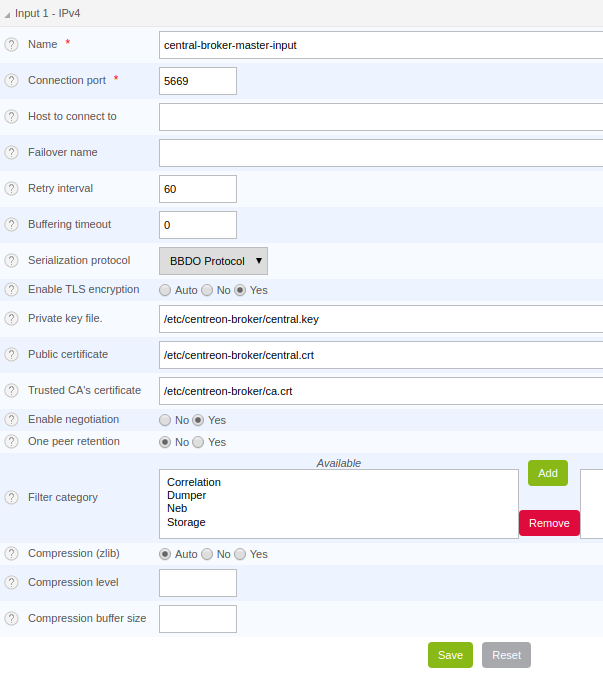 Input 1 - IPv4
Name * central-broker-master-input
Connection port * 5669
Host to connect to
Failover name
Retry interval 60
Buffering timeout 0
Serialization protocol BBDO Protocol
Enable TLS encryption Auto No Yes
Private key file. /etc/centreon-broker/central.key
Public certificate /etc/centreon-broker/central.crt
Trusted CA's certificate /etc/centreon-broker/ca.crt
Enable negotiation No Yes
One peer retention No Yes
Available
Add
Filter category
Correlation
Dumper
Neb
Storage
Remove
Compression (zlib) Auto No Yes
Compression level
Compression buffer size
Save Reset